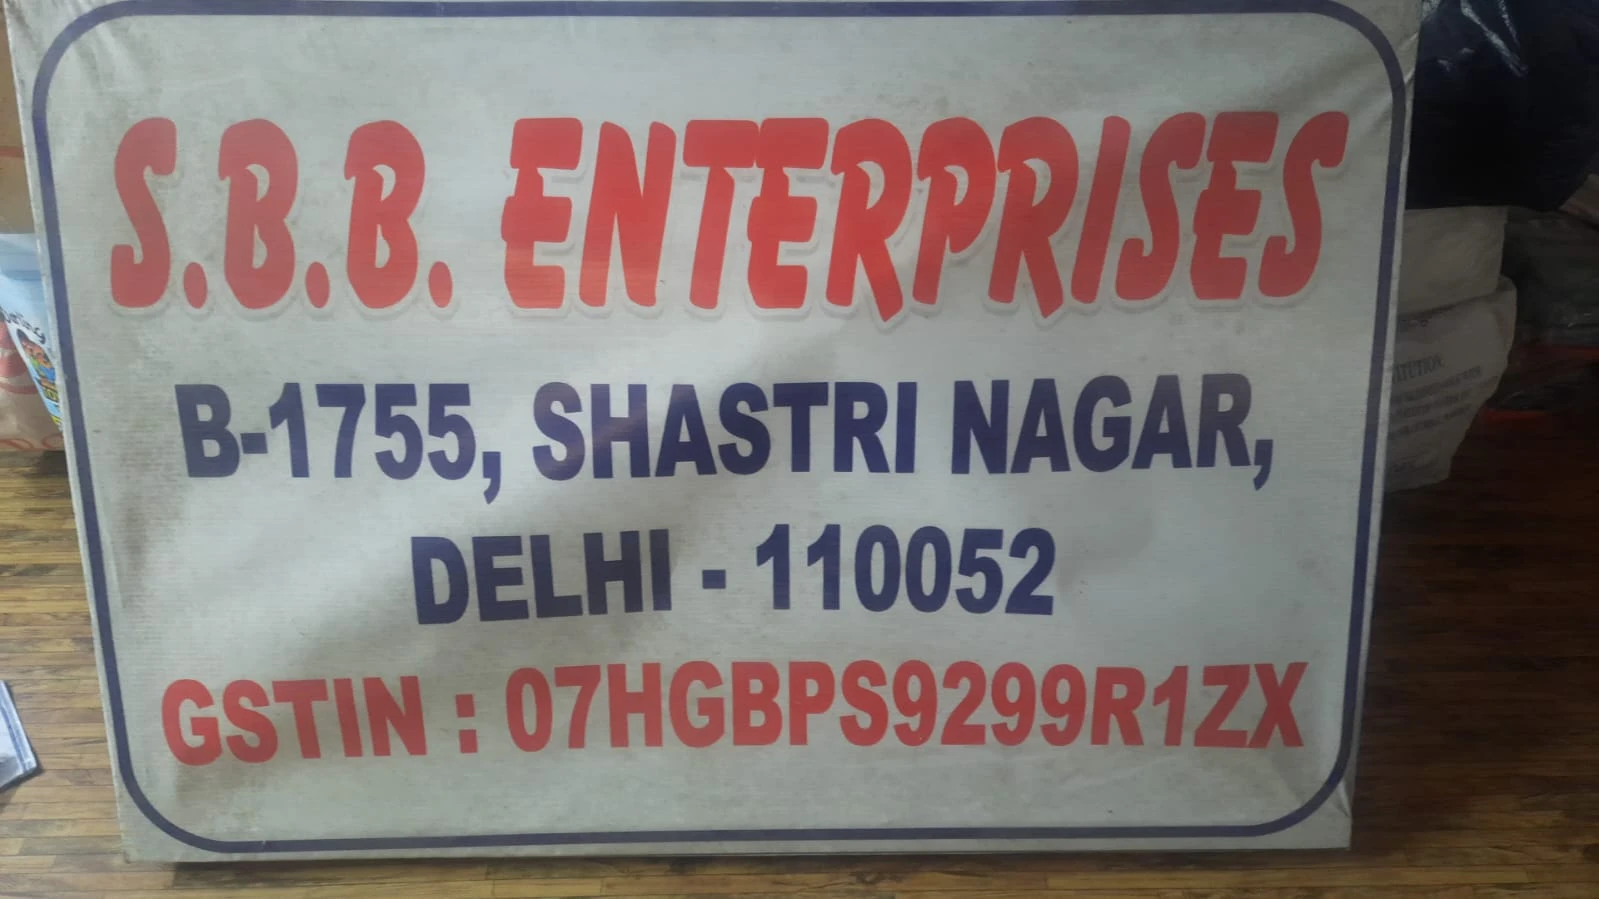 S.B.B. ENTERPRISES
B-1755, SHASTRI NAGAR,
DELHI - 110052
GSTIN : 07HGBPS9299R1ZX